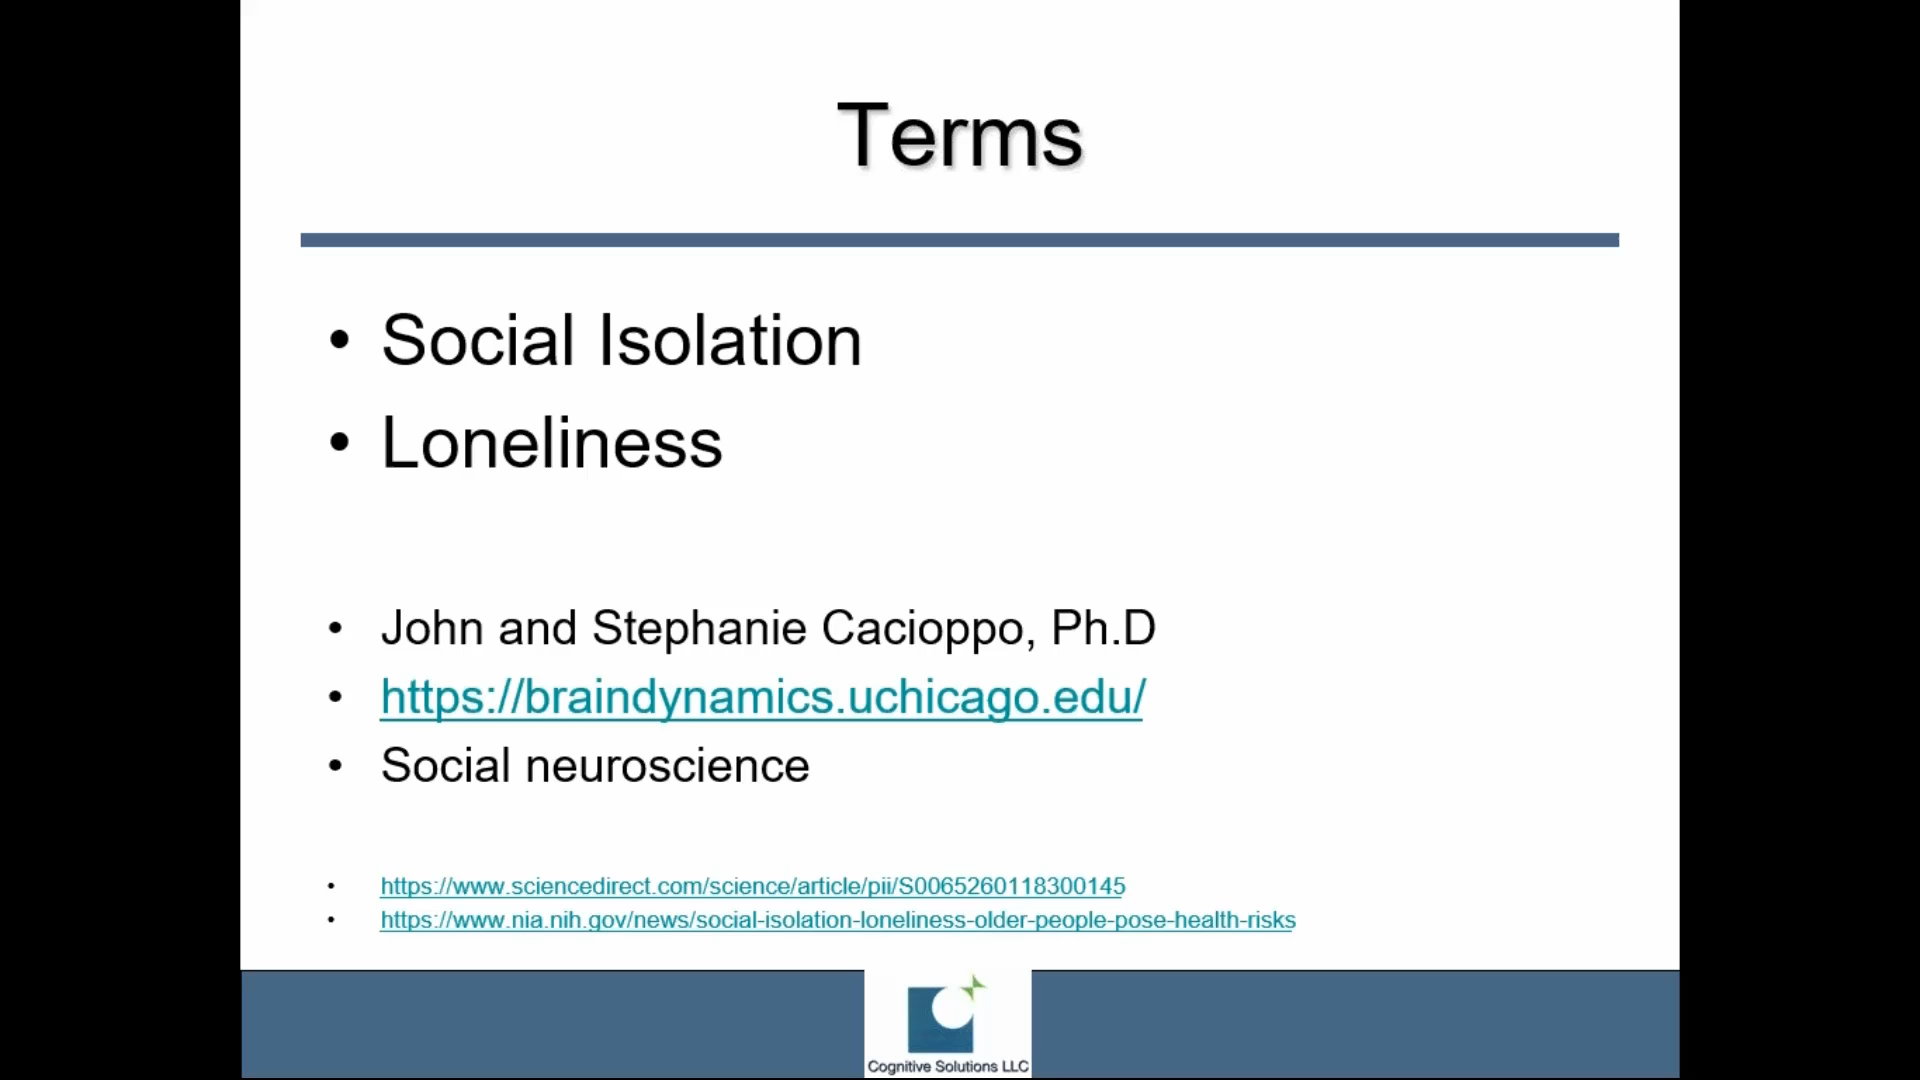 Terms
• Social Isolation
• Loneliness
• John and Stephanie Cacioppo, Ph.D
• https://braindynamics.uchicago.edu/
• Social neuroscience
• https://www.sciencedirect.com/science/article/pii/S0065260118300145
• https://www.nia.nih.gov/news/social-isolation-loneliness-older-people-pose-health-risks
Cognitive Solutions LLC